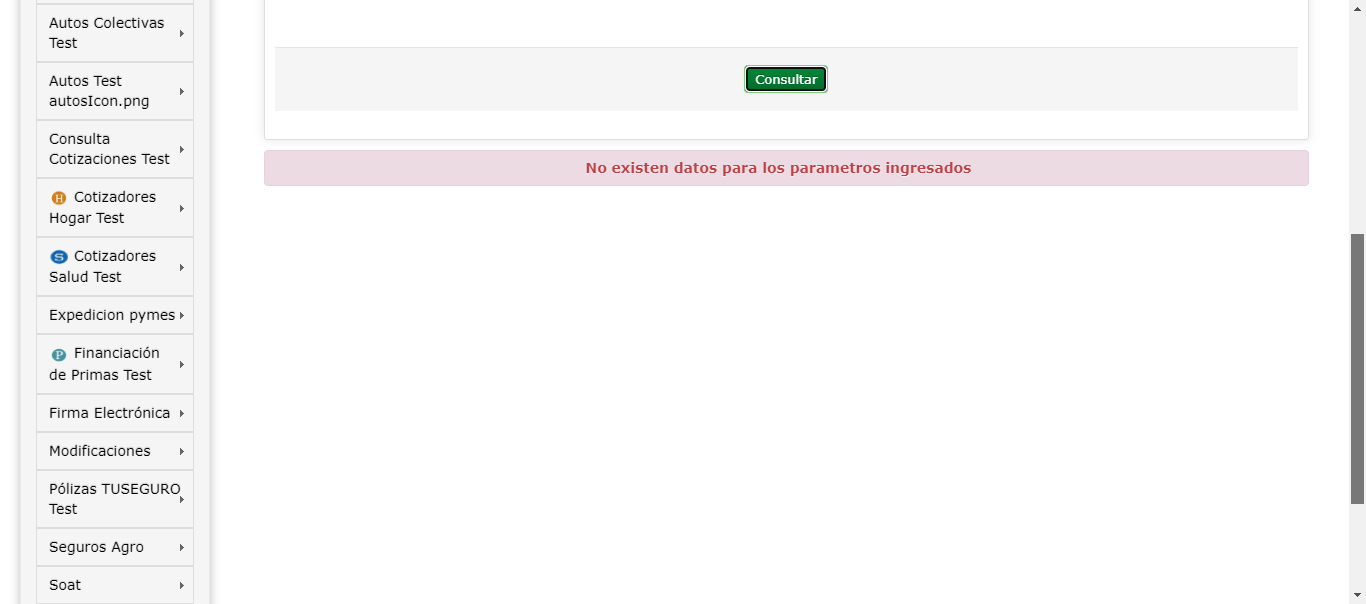 Autos Colectivas
Test
Autos Test
autosIcon.png
Consulta
Cotizaciones Test
H Cotizadores
Hogar Test
S Cotizadores
Salud Test
Expedicion pymes
P Financiación
de Primas Test
Firma Electrónica
Modificaciones
Pólizas TUSEGURO
Test
Seguros Agro
Soat
Consultar
No existen datos para los parametros ingresados